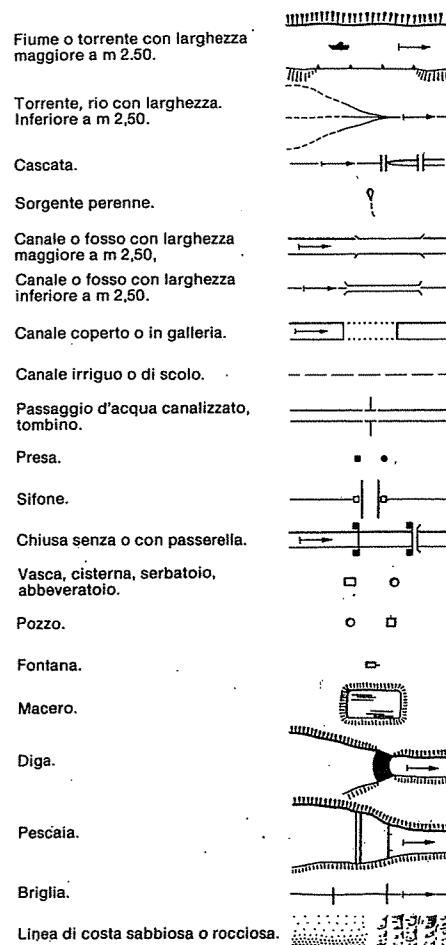 Fiume o torrente con larghezza
maggiore a m 2.50.
Torrente, rio con larghezza.
Inferiore a m 2,50.
Cascata.
Sorgente perenne.
Canale o fosso con larghezza
maggiore a m 2,50,
Canale o fosso con larghezza
inferiore a m 2,50.
Canale coperto o in galleria.
Canale irriguo o di scolo.
Passaggio d'acqua canalizzato,
tombino.
Presa.
Sifone.
Chiusa senza o con passerella.
Vasca, cisterna, serbatoio,
abbeveratoio.
Pozzo.
Fontana.
Macero.
Diga.
Pescaia.
Briglia.
Linea di costa sabbiosa o rocciosa.